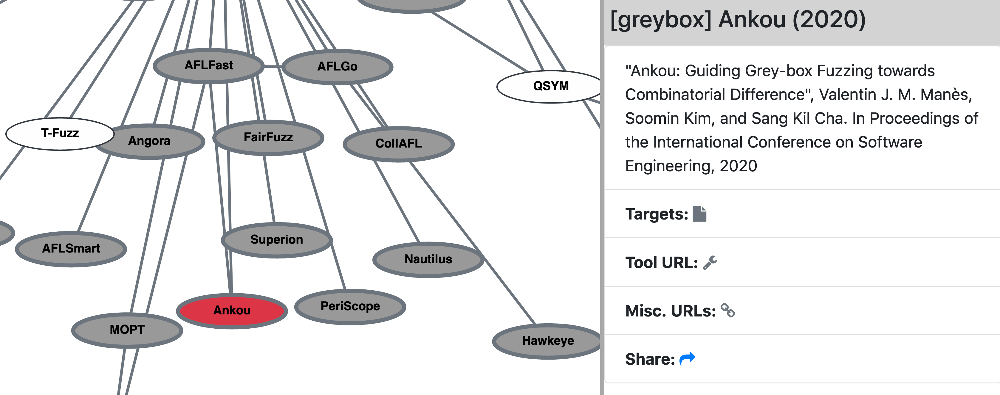 AFLFast
AFLGo
QSYM
T-Fuzz
Angora
FairFuzz
CollAFL
AFLSmart
Superion
Nautilus
Ankou
PeriScope
MOPT
Hawkeye
[greybox] Ankou (2020)
"Ankou: Guiding Grey-box Fuzzing towards
Combinatorial Difference", Valentin J. M. Manès,
Soomin Kim, and Sang Kil Cha. In Proceedings of
the International Conference on Software
Engineering, 2020
Targets:
Tool URL:
Misc. URLs:
Share: